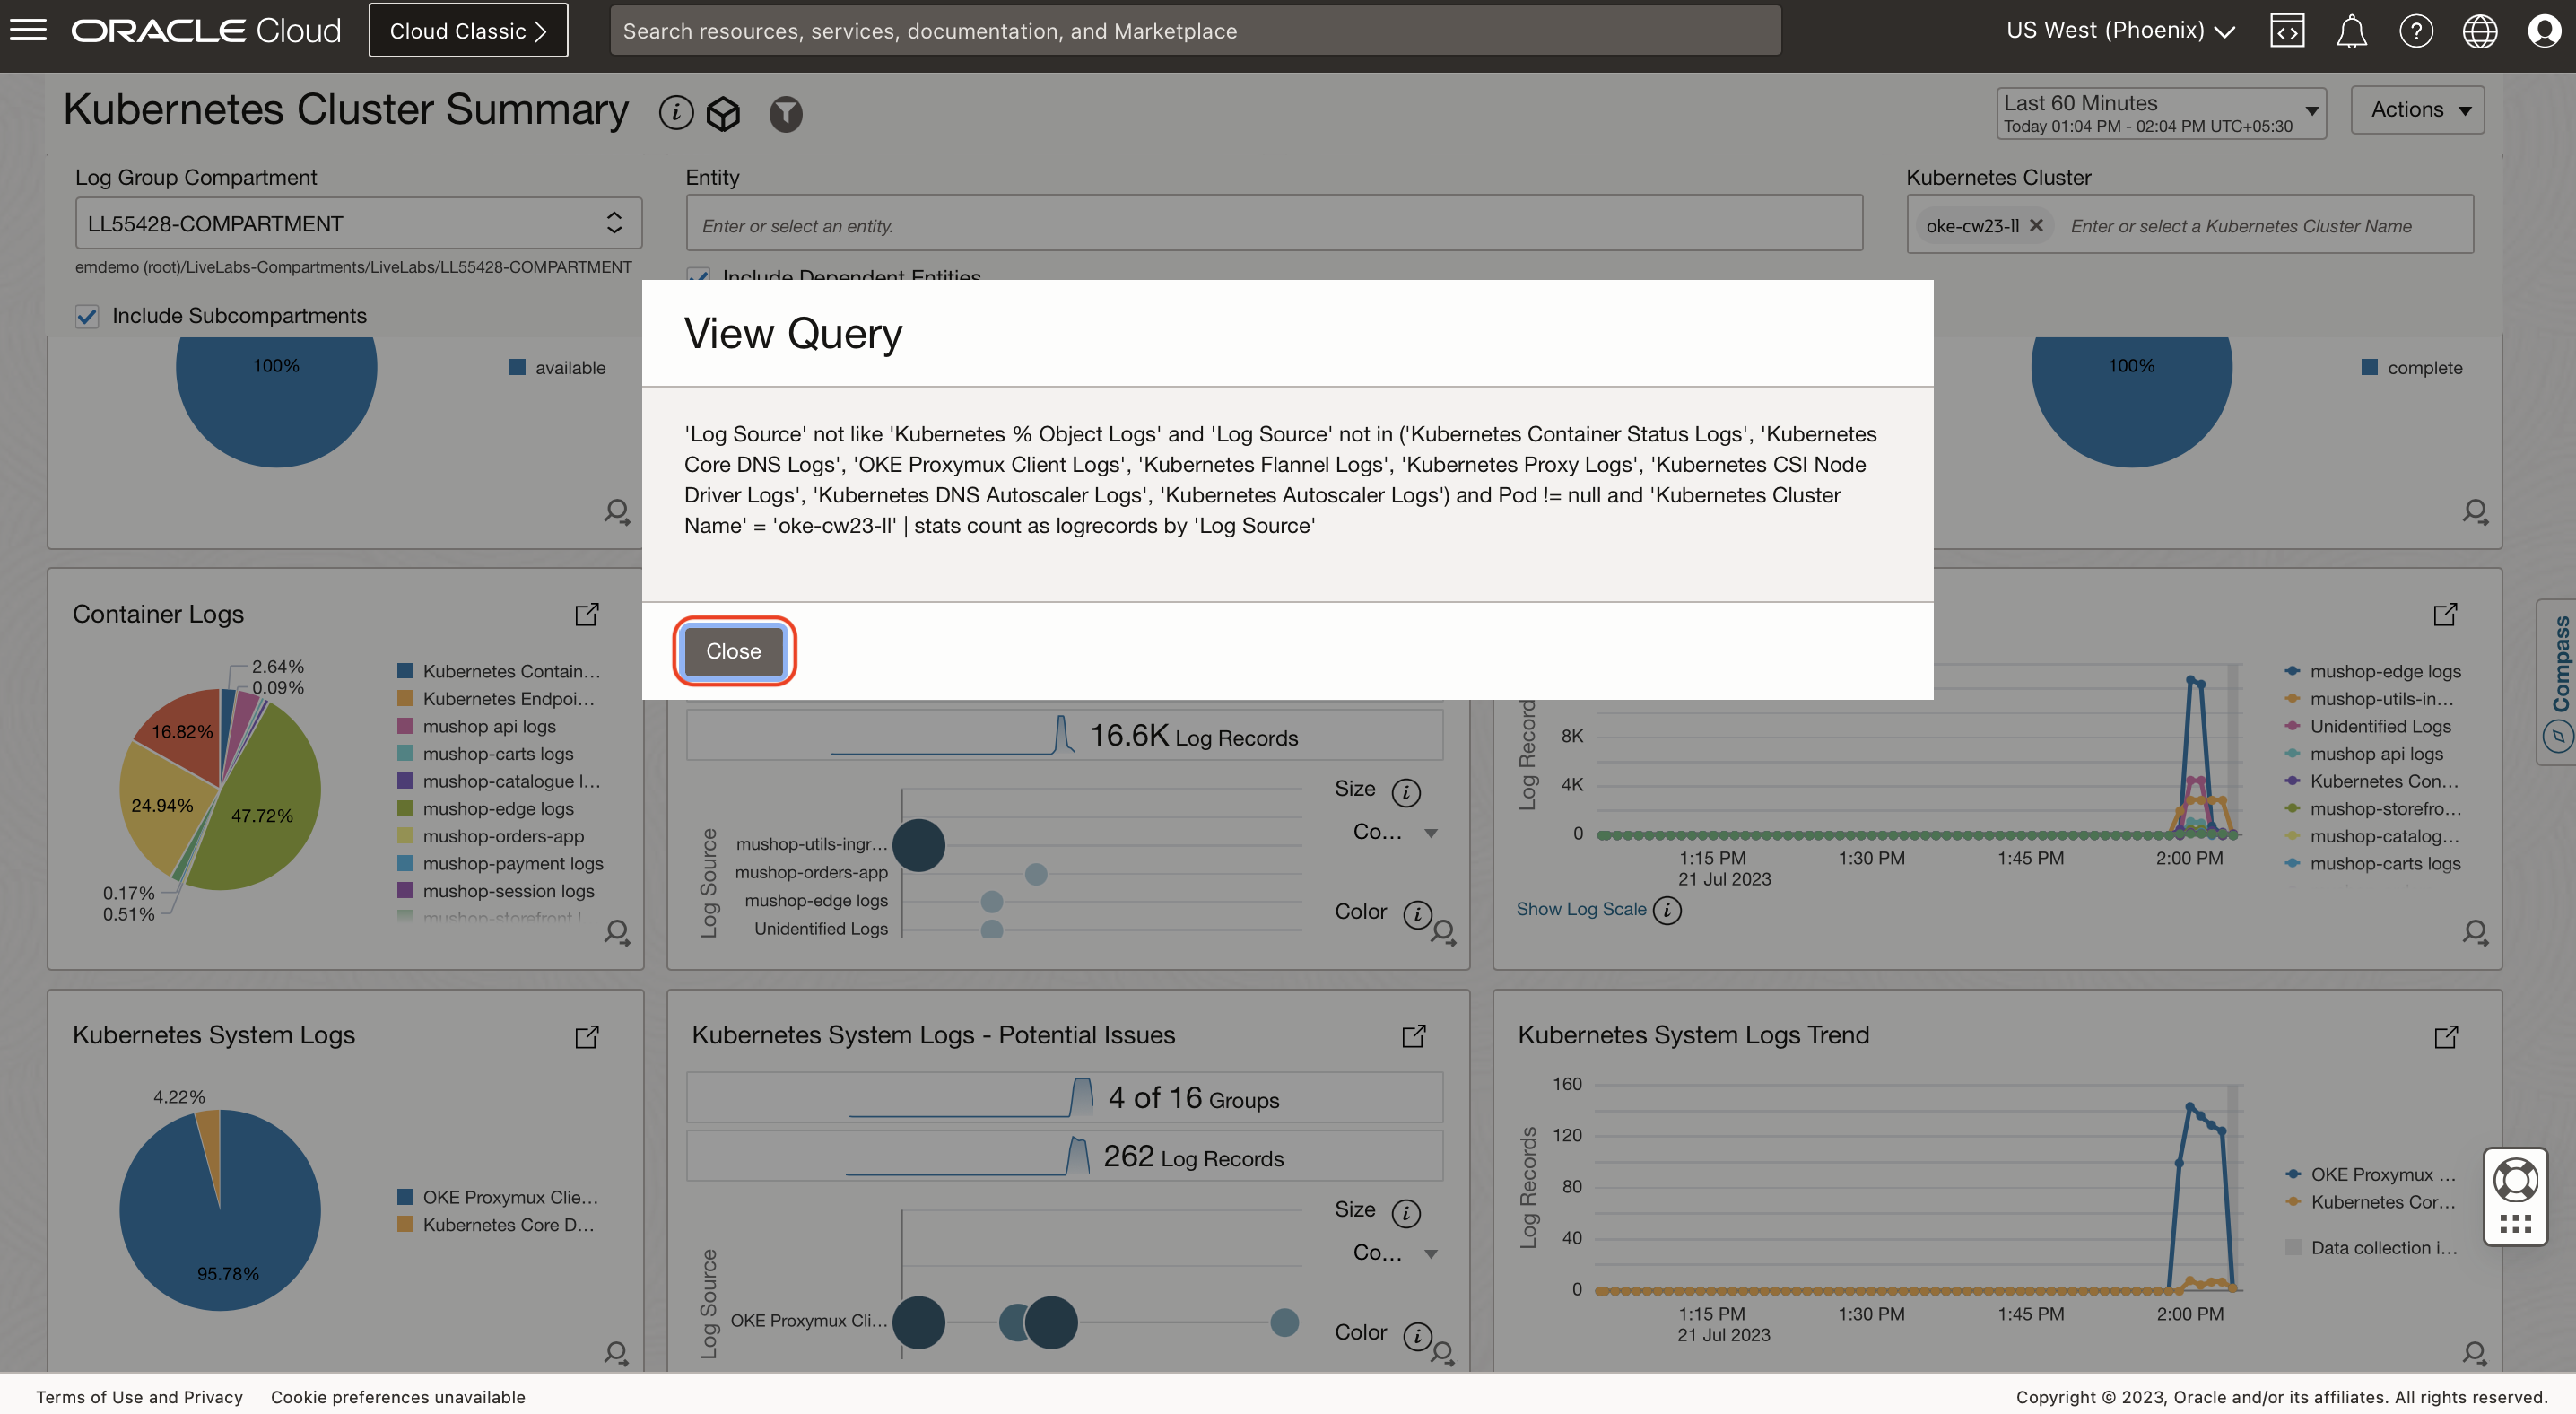 ORACLE Cloud
Cloud Classic
Search resources, services, documentation, and Marketplace
US West (Phoenix)
Kubernetes Cluster Summary
Last 60 Minutes
Today 01:04 PM - 02:04 PM UTC+05:30
Actions
Log Group Compartment
LL55428-COMPARTMENT
emdemo (root)/LiveLabs-Compartments/LiveLabs/LL55428-COMPARTMENT
Include Subcompartments
Entity
Enter or select an entity.
Include Dependent Entities
Kubernetes Cluster
oke-cw23-ll
Enter or select a Kubernetes Cluster Name
100%
available
100%
complete
View Query
'Log Source' not like 'Kubernetes % Object Logs' and 'Log Source' not in ('Kubernetes Container Status Logs', 'Kubernetes
Core DNS Logs', 'OKE Proxymux Client Logs', 'Kubernetes Flannel Logs', 'Kubernetes Proxy Logs', 'Kubernetes CSI Node
Driver Logs', 'Kubernetes DNS Autoscaler Logs', 'Kubernetes Autoscaler Logs') and Pod != null and 'Kubernetes Cluster
Name' = 'oke-cw23-ll' | stats count as logrecords by 'Log Source'
Close
Container Logs
2.64%
0.09%
16.82%
24.94%
47.72%
0.17%
0.51%
Kubernetes Contain...
Kubernetes Endpoi...
mushop api logs
mushop-carts logs
mushop-catalogue l...
mushop-edge logs
mushop-orders-app
mushop-payment logs
mushop-session logs
mushop-storefront l
16.6K Log Records
Size
Co...
Color
Log Source
mushop-utils-ingr...
mushop-orders-app
mushop-edge logs
Unidentified Logs
Log Record
8K
4K
0
1:15 PM
21 Jul 2023
1:30 PM
1:45 PM
2:00 PM
Show Log Scale
mushop-edge logs
mushop-utils-in...
Unidentified Logs
mushop api logs
Kubernetes Con...
mushop-storefro...
mushop-catalog...
mushop-carts logs
Compass
Kubernetes System Logs
4.22%
95.78%
OKE Proxymux Clie...
Kubernetes Core D...
Kubernetes System Logs - Potential Issues
4 of 16 Groups
262 Log Records
Size
Co...
Color
Log Source
OKE Proxymux Cli...
Kubernetes System Logs Trend
Log Records
160
120
80
40
0
1:15 PM
21 Jul 2023
1:30 PM
1:45 PM
2:00 PM
OKE Proxymux ...
Kubernetes Cor...
Data collection i...
Terms of Use and Privacy
Cookie preferences unavailable
Copyright © 2023, Oracle and/or its affiliates. All rights reserved.